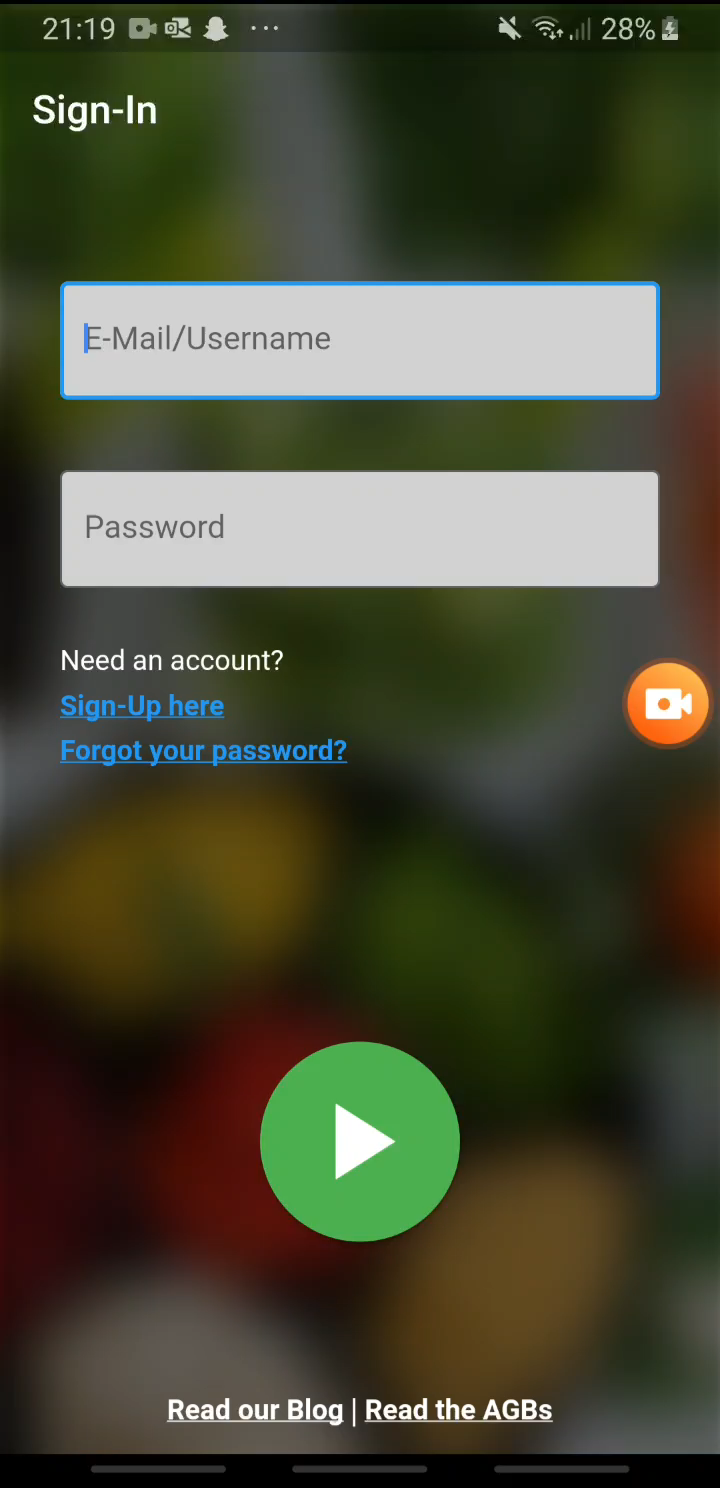 21:19 ... 28%
Sign-In
E-Mail/Username
Password
Need an account?
Sign-Up here
Forgot your password?
Read our Blog | Read the AGBs